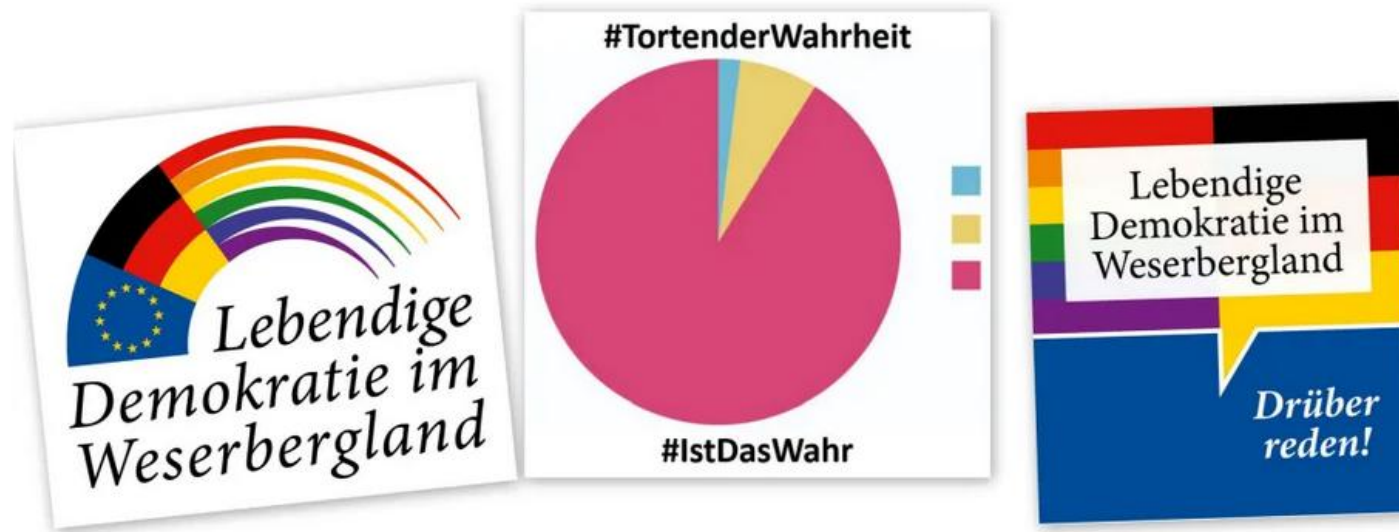 Lebendige
Demokratie im
Weserbergland
#TortenderWahrheit
#IstDasWahr
Lebendige
Demokratie im
Weserbergland
Drüber
reden!